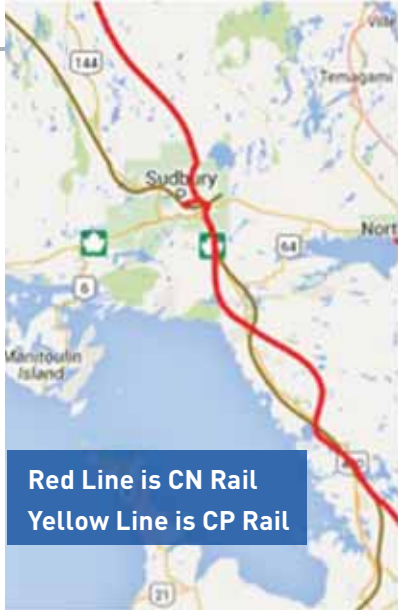 Ville
144
Temagami
Sudbury
64
Nort
6
Manitoulin
Island
Red Line is CN Rail
Yellow Line is CP Rail
21